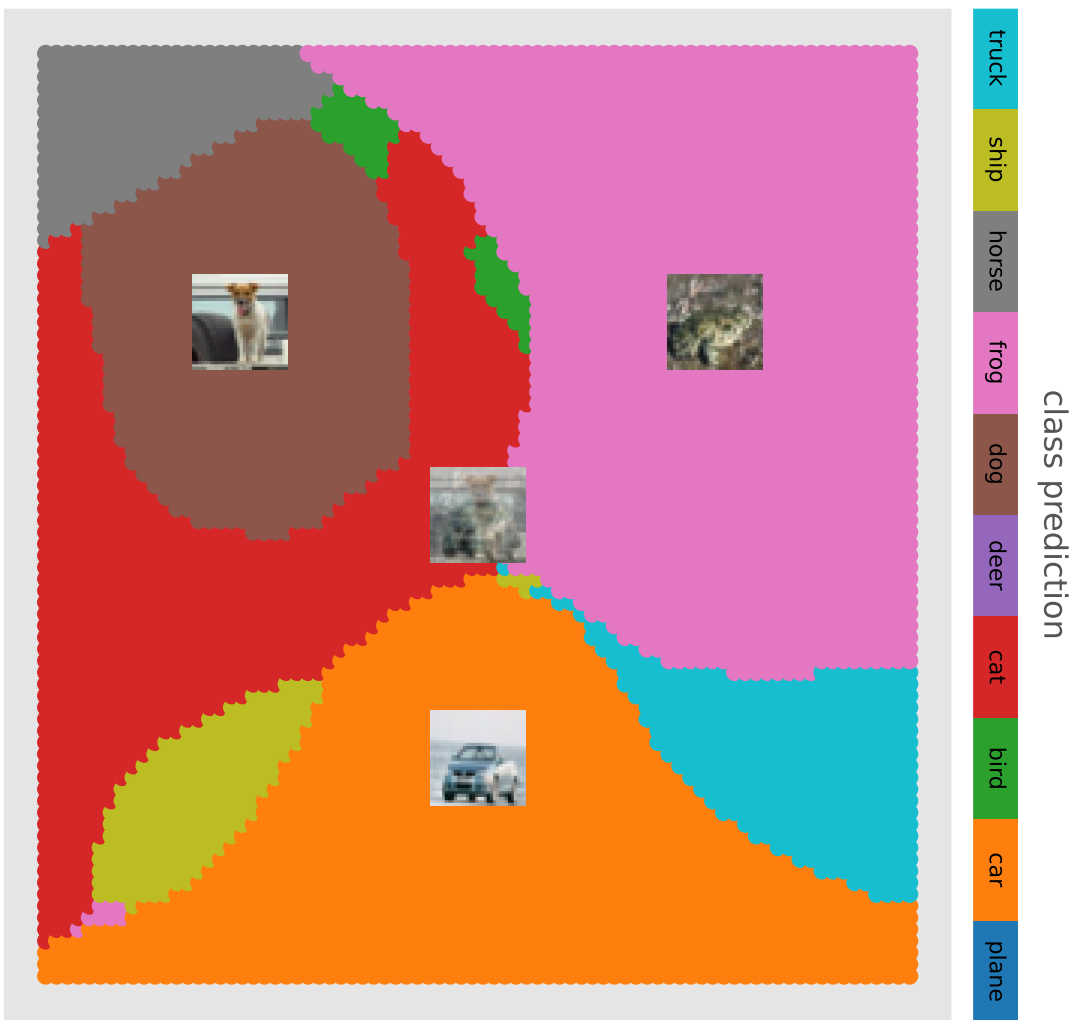 truck
ship
horse
frog
dog
deer
cat
bird
car
plane
class prediction